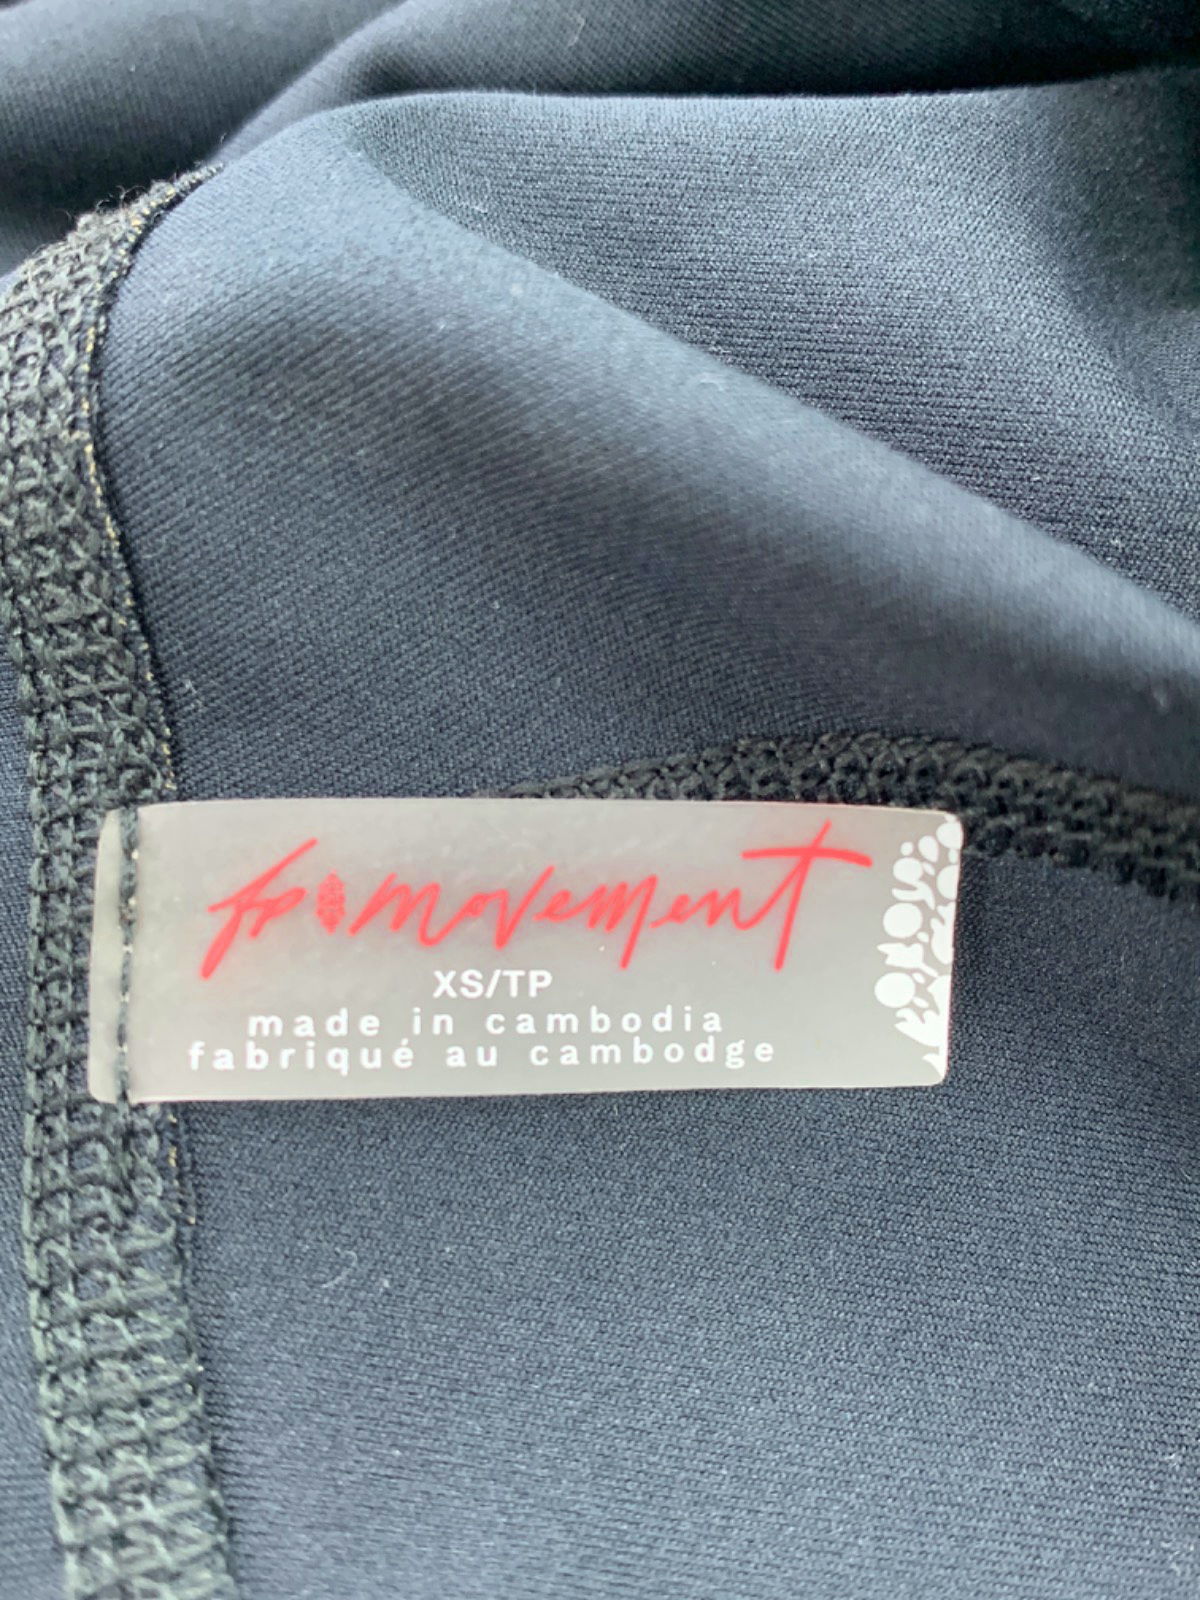 fp movement
XS/TP
made in cambodia
fabriqué au cambodge